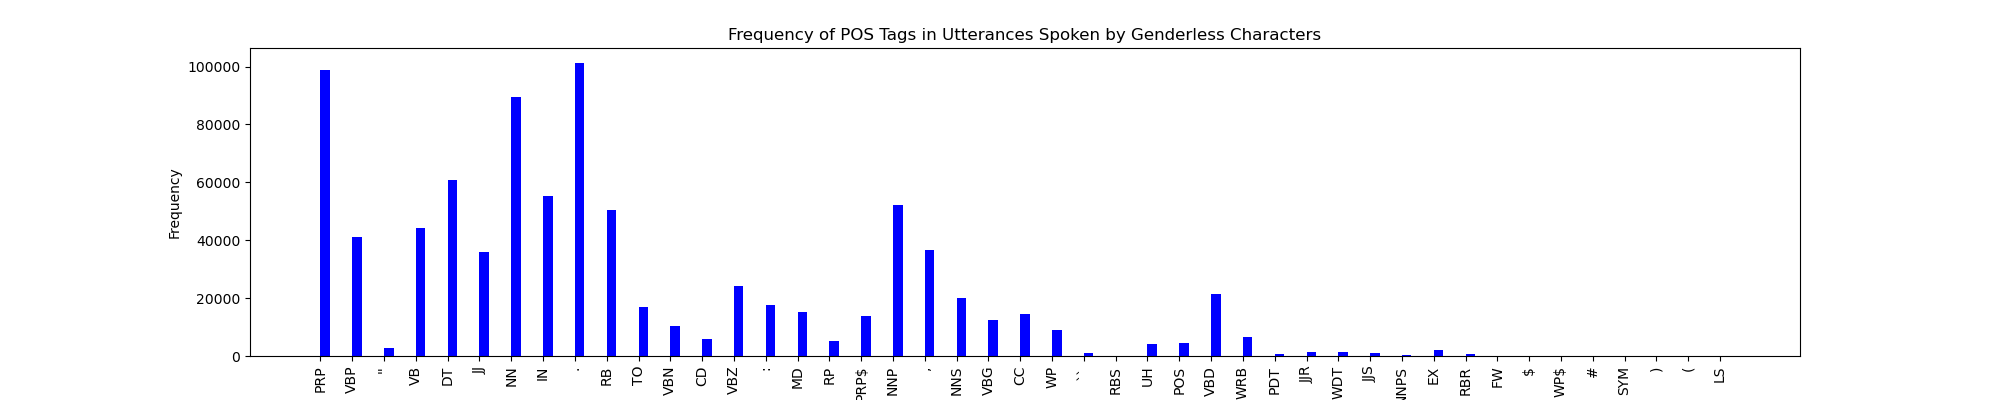 Frequency of POS Tags in Utterances Spoken by Genderless Characters
Frequency
100000
80000
60000
40000
20000
0
PRP
VBP
''
VB
DT
JJ
NN
IN
.
RB
TO
VBN
CD
VBZ
:
MD
RP
PRP$
NNP
,
NNS
VBG
CC
WP
``
RBS
UH
POS
VBD
WRB
PDT
JJR
WDT
JJS
NNPS
EX
RBR
FW
$
WP$
#
SYM
)
(
LS